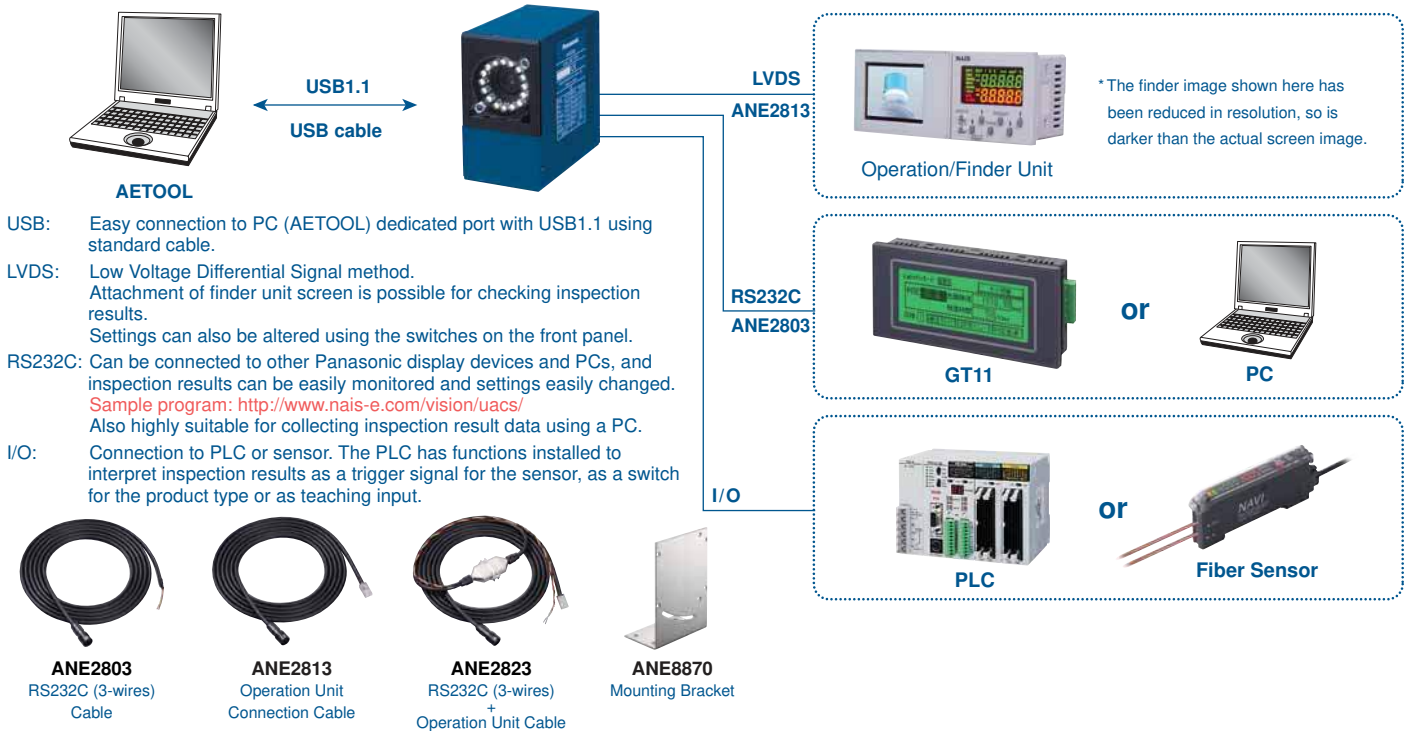 USB1.1
USB cable
AETOOL
Panasonic
LVDS
ANE2813
NAIS
Operation/Finder Unit
* The finder image shown here has
been reduced in resolution, so is
darker than the actual screen image.
USB: Easy connection to PC (AETOOL) dedicated port with USB1.1 using
standard cable.
LVDS: Low Voltage Differential Signal method.
Attachment of finder unit screen is possible for checking inspection
results.
Settings can also be altered using the switches on the front panel.
RS232C: Can be connected to other Panasonic display devices and PCs, and
inspection results can be easily monitored and settings easily changed.
Sample program: http://www.nais-e.com/vision/uacs/
Also highly suitable for collecting inspection result data using a PC.
I/O: Connection to PLC or sensor. The PLC has functions installed to
interpret inspection results as a trigger signal for the sensor, as a switch
for the product type or as teaching input.
RS232C
ANE2803
GT11
or
PC
I/O
PLC
or
NAVI
Fiber Sensor
ANE2803
RS232C (3-wires)
Cable
ANE2813
Operation Unit
Connection Cable
ANE2823
RS232C (3-wires)
+
Operation Unit Cable
ANE8870
Mounting Bracket